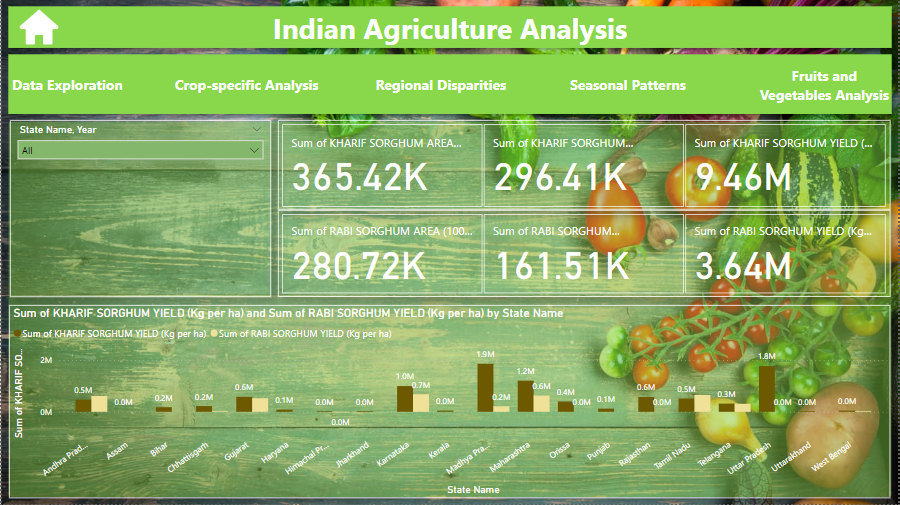 Indian Agriculture Analysis
Data Exploration
Crop-specific Analysis
Regional Disparities
Seasonal Patterns
Fruits and
Vegetables Analysis
State Name, Year
All
Sum of KHARIF SORGHUM AREA...
365.42K
Sum of KHARIF SORGHUM...
296.41K
Sum of KHARIF SORGHUM YIELD (...
9.46M
Sum of RABI SORGHUM AREA (100...
280.72K
Sum of RABI SORGHUM...
161.51K
Sum of RABI SORGHUM YIELD (Kg...
3.64M
Sum of KHARIF SORGHUM YIELD (Kg per ha) and Sum of RABI SORGHUM YIELD (Kg per ha) by State Name
Sum of KHARIF SORGHUM YIELD (Kg per ha)
Sum of RABI SORGHUM YIELD (Kg per ha)
Sum of KHARIF SO...
2M
0M
0.5M
0.0M
0.2M
0.2M
0.6M
0.1M
0.0M
0.0M
0.0M
1.0M
0.7M
0.0M
1.9M
0.2M
1.2M
0.6M
0.4M
0.0M
0.1M
0.6M
0.0M
0.5M
0.3M
1.8M
0.0M
0.0M
0.0M
Andhra Prad...
Assam
Bihar
Chhattisgarh
Gujarat
Haryana
Himachal Pr...
Jharkhand
Karnataka
Kerala
Madhya Pra...
Maharashtra
Orissa
Punjab
Rajasthan
Tamil Nadu
Telangana
Uttar Pradesh
Uttarakhand
West Bengal
State Name